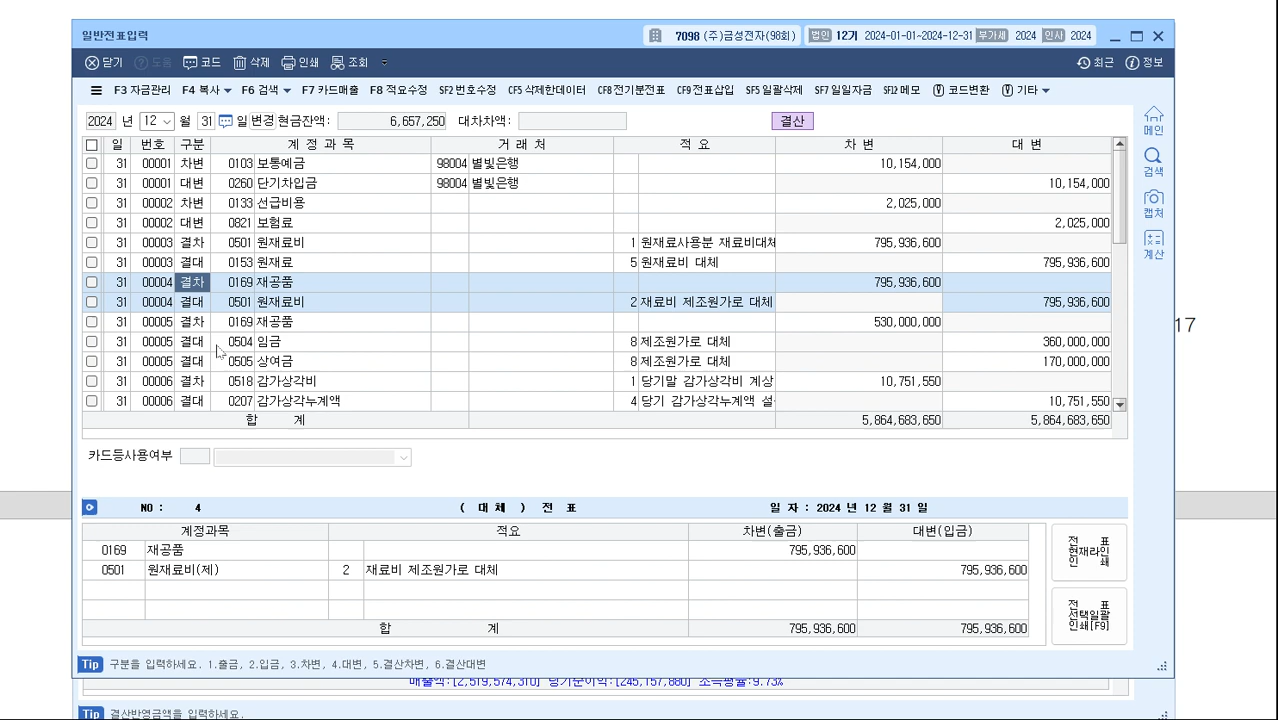 일반전표입력 7098 (주)금성전자(98회) 법인 12기 2024-01-01~2024-12-31 부가세 2024 인사 2024
닫기 도움 코드 삭제 인쇄 조회 최근 정보
F3 자금관리 F4 복사 F6 검색 F7 카드매출 F8 적요수정 SF2 번호수정 CF5 삭제한데이터 CF8 전기분전표 CF9 전표삽입 SF5 일괄삭제 SF7 일일자금 SF12 메모 코드변환 기타
2024 년 12 월 31 일 변경 현금잔액: 6,657,250 대차차액: 결산
메인
검색
캡처
계산
일 번호 구분 계 정 과 목 거 래 처 적 요 차 변 대 변
31 00001 차변 0103 보통예금 98004 별빛은행 10,154,000
31 00001 대변 0260 단기차입금 98004 별빛은행 10,154,000
31 00002 차변 0133 선급비용 2,025,000
31 00002 대변 0821 보험료 2,025,000
31 00003 결차 0501 원재료비 1 원재료사용분 재료비대체 795,936,600
31 00003 결대 0153 원재료 5 원재료비 대체 795,936,600
31 00004 결차 0169 재공품 795,936,600
31 00004 결대 0501 원재료비 2 재료비 제조원가로 대체 795,936,600
31 00005 결차 0169 재공품 530,000,000
31 00005 결대 0504 임금 8 제조원가로 대체 360,000,000
31 00005 결대 0505 상여금 8 제조원가로 대체 170,000,000
31 00006 결차 0518 감가상각비 1 당기말 감가상각비 계상 10,751,550
31 00006 결대 0207 감가상각누계액 4 당기 감가상각누계액 설 10,751,550
합 계 5,864,683,650 5,864,683,650
17
카드등사용여부
NO : 4 ( 대 체 ) 전 표 일 자 : 2024 년 12 월 31 일
계정과목 적요 차변(출금) 대변(입금)
0169 재공품 795,936,600
0501 원재료비(제) 2 재료비 제조원가로 대체 795,936,600
합 계 795,936,600 795,936,600
전 표
현재라인
인 쇄
전 표
선택일괄
인쇄[F9]
Tip 구분을 입력하세요. 1.출금, 2.입금, 3.차변, 4.대변, 5.결산차변, 6.결산대변
매출액:[2,519,574,310] 당기순이익:[245,157,880] 소득평률:9.73%
Tip 결산반영금액을 입력하세요.